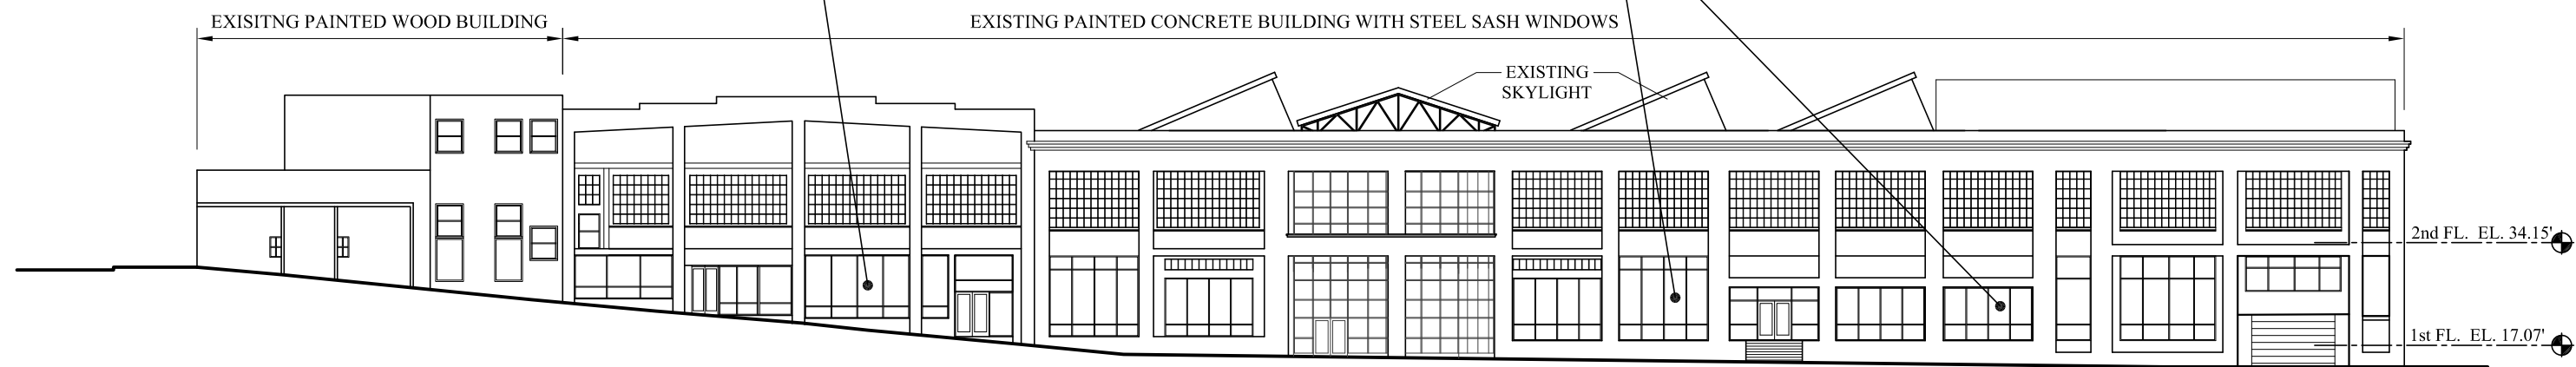 EXISITNG PAINTED WOOD BUILDING
EXISTING PAINTED CONCRETE BUILDING WITH STEEL SASH WINDOWS
EXISTING
SKYLIGHT
2nd FL. EL. 34.15'
1st FL. EL. 17.07'